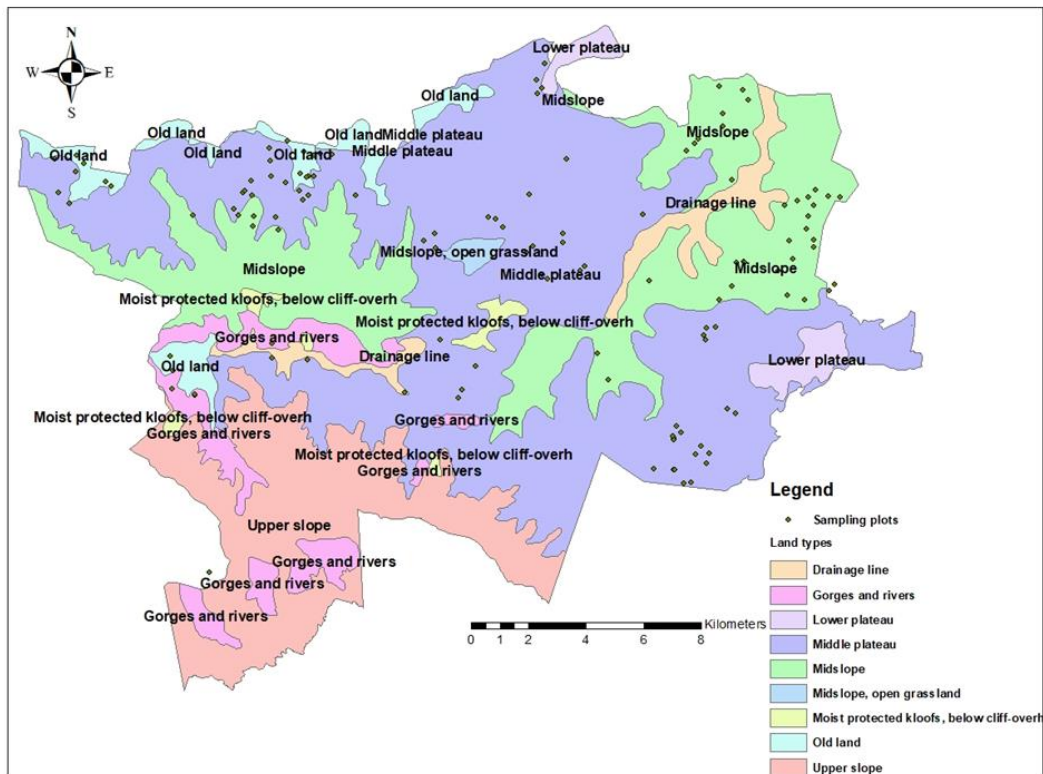 N
W E
S
Lower plateau
Old land
Midslope
Old land
Old land Middle plateau
Midslope
Old land
Old land
Old land
Middle plateau
Drainage line
Midslope, open grassland
Midslope
Middle plateau
Midslope
Moist protected kloofs, below cliff-overh
Moist protected kloofs, below cliff-overh
Gorges and rivers
Drainage line
Lower plateau
Old land
Moist protected kloofs, below cliff-overh
Gorges and rivers
Gorges and rivers
Moist protected kloofs, below cliff-overh
Gorges and rivers
Upper slope
Gorges and rivers
Gorges and rivers
Gorges and rivers
Kilometers
0 1 2 4 6 8
Legend
Sampling plots
Land types
Drainage line
Gorges and rivers
Lower plateau
Middle plateau
Midslope
Midslope, open grassland
Moist protected kloofs, below cliff-overh
Old land
Upper slope